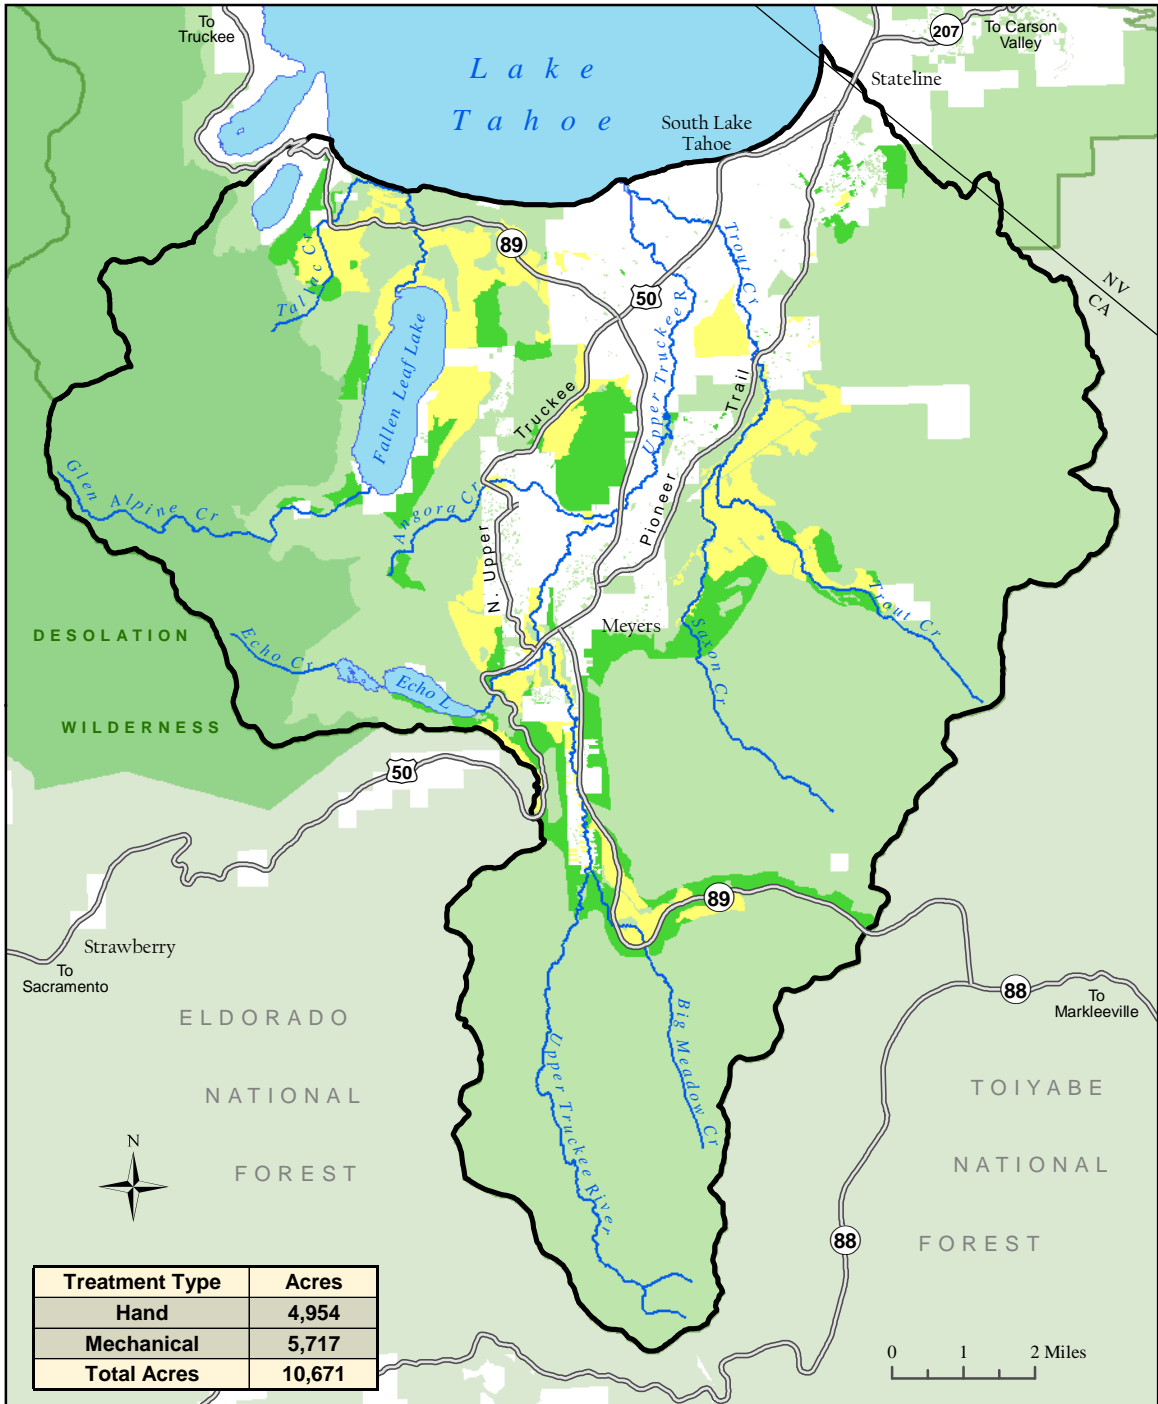 To
Truckee
207
To Carson
Valley
Lake
Tahoe
Stateline
South Lake
Tahoe
89
Trout Cr
Tallac Cr
50
NV
CA
Upper Truckee R
Fallen Leaf Lake
Truckee
Trail
Glen Alpine Cr
Angora Cr
Pioneer
N. Upper
Trout Cr
Meyers
Saxon Cr
DESOLATION
Echo Cr
Echo L
WILDERNESS
50
89
Strawberry
To
Sacramento
88
To
Markleeville
ELDORADO
NATIONAL
FOREST
Big Meadow Cr
Upper Truckee River
TOIYABE
NATIONAL
FOREST
N
88
Treatment Type Acres
Hand 4,954
Mechanical 5,717
Total Acres 10,671
0 1 2 Miles